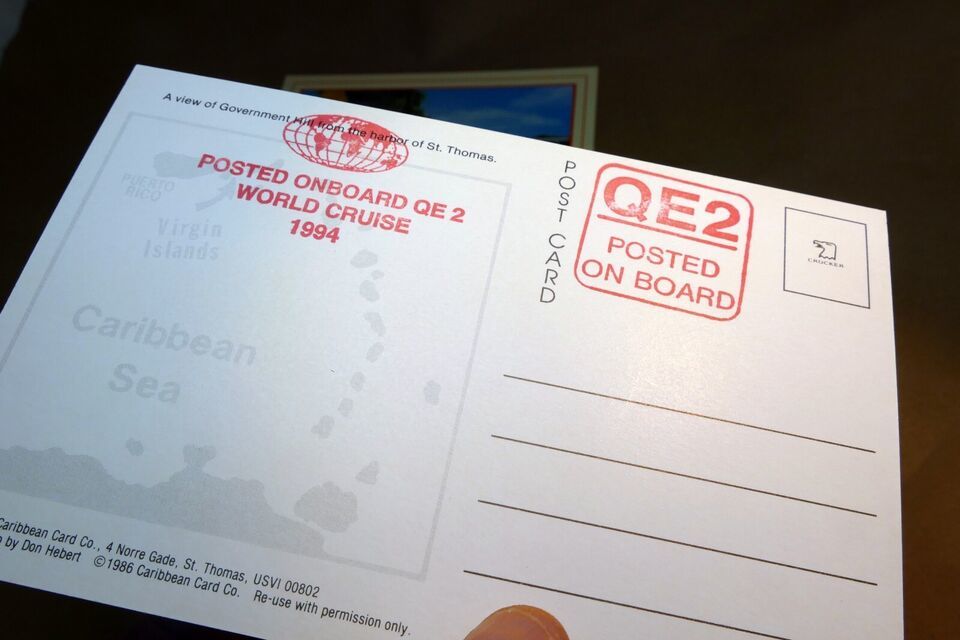 A view of Government Hill from the harbor of St. Thomas.
POSTED ONBOARD QE 2
WORLD CRUISE
1994
PUERTO
RICO
Virgin
Islands
Caribbean
Sea
Caribbean Card Co., 4 Norre Gade, St. Thomas, USVI 00802
by Don Hebert ©1986 Caribbean Card Co. Re-use with permission only.
POST CARD
QE2
POSTED
ON BOARD
CROCKER